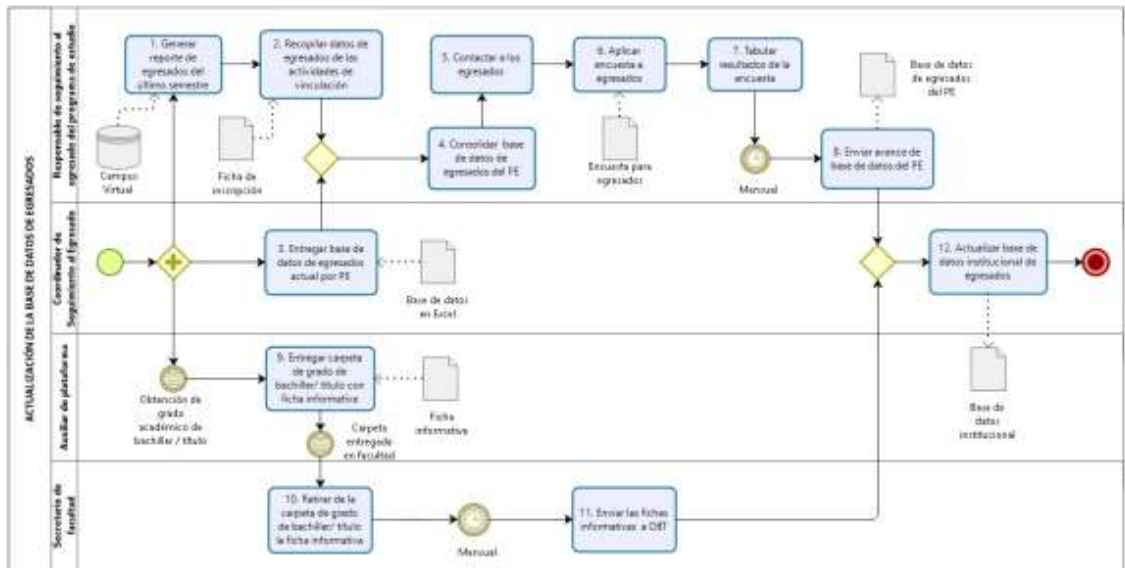 ACTUALIZACIÓN DE LA BASE DE DATOS DE EGRESADOS
Responsable de seguimiento al
egresado del programa de estudio
1. Generar
reporte de
egresados del
último semestre
2. Recopilar datos de
egresados de las
actividades de
vinculación
Campus
Virtual
Ficha de
inscripción
5. Contactar a los
egresados
4. Consolidar base
de datos de
egresados del PE
6. Aplicar
encuesta a
egresados
Encuesta para
egresados
7. Tabular
resultados de la
encuesta
Mensual
Base de datos
de egresados
del PE
8. Enviar avance de
base de datos del PE
Coordinador de
Seguimiento al Egresado
3. Entregar base de
datos de egresados
actual por PE
Base de datos
en Excel
12. Actualizar base de
datos institucional de
egresados
Base de
datos
institucional
Auxiliar de plataforma
Obtención de
grado
académico de
bachiller / título
9. Entregar carpeta
de grado de
bachiller/ título con
ficha informativa
Ficha
informativa
Carpeta
entregada
en facultad
Secretaria de
facultad
10. Retirar de la
carpeta de grado
de bachiller/ título
la ficha informativa
Mensual
11. Enviar las fichas
informativas a OBT